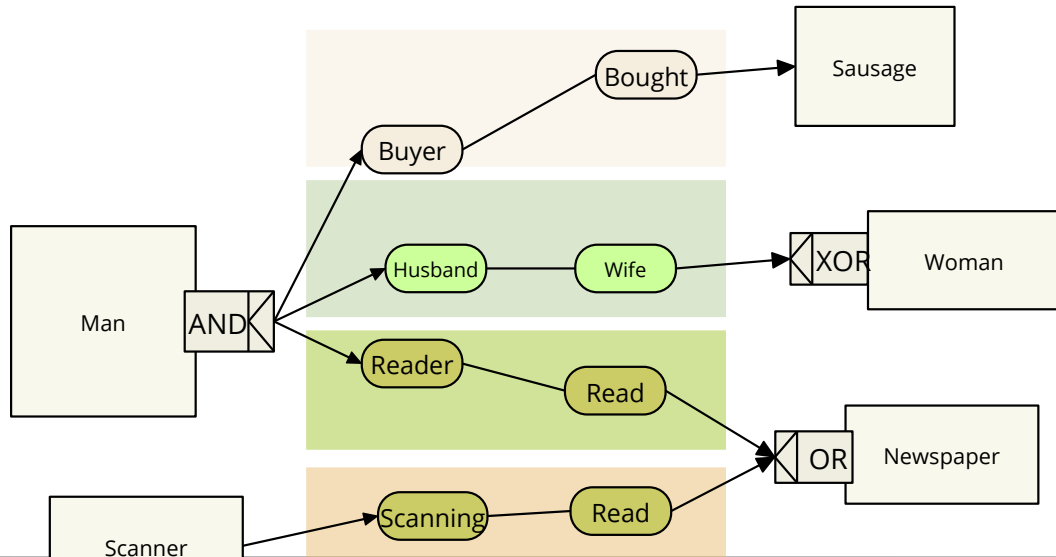 Bought
Sausage
Buyer
Husband
Wife
XOR
Woman
Man
AND
Reader
Read
OR
Newspaper
Scanning
Read
Scanner